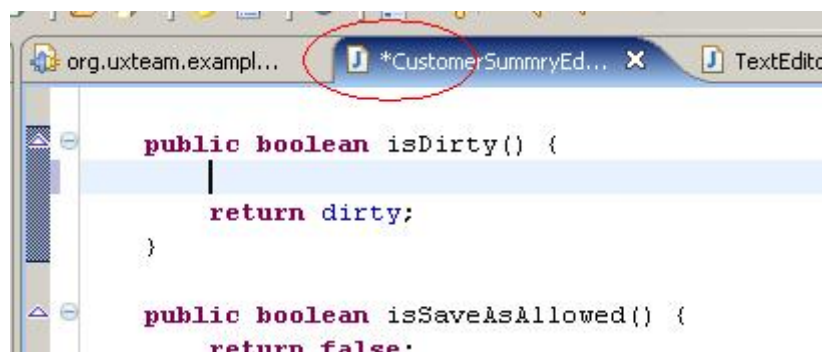 org.uxteam.exampl... *CustomerSummryEd... TextEdito
public boolean isDirty() {
return dirty;
}
public boolean isSaveAsAllowed() {
return false;